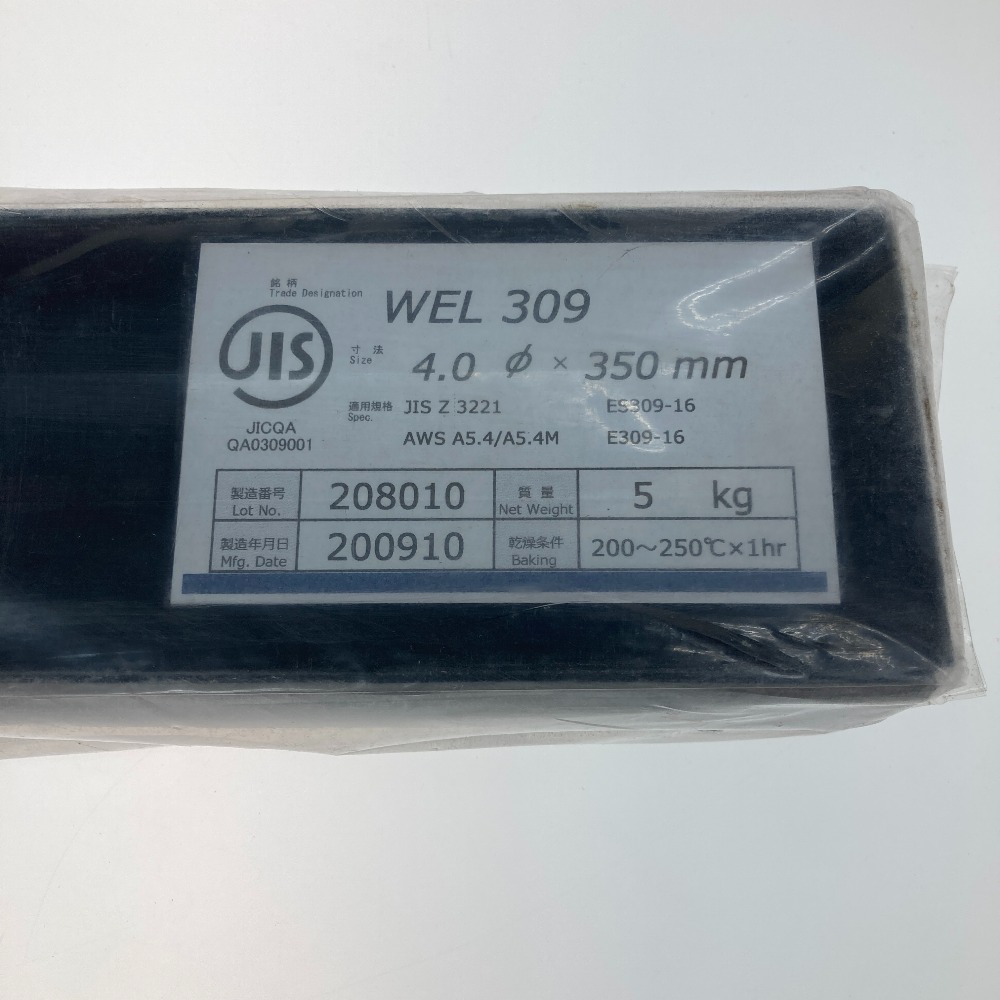 銘柄
Trade Designation
WEL 309
JIS
寸法
Size
4.0 φ × 350 mm
適用規格
Spec.
JIS Z 3221 ES309-16
AWS A5.4/A5.4M E309-16
JICQA
QA0309001
製造番号
Lot No.
208010
質量
Net Weight
5 kg
製造年月日
Mfg. Date
200910
乾燥条件
Baking
200～250℃×1hr